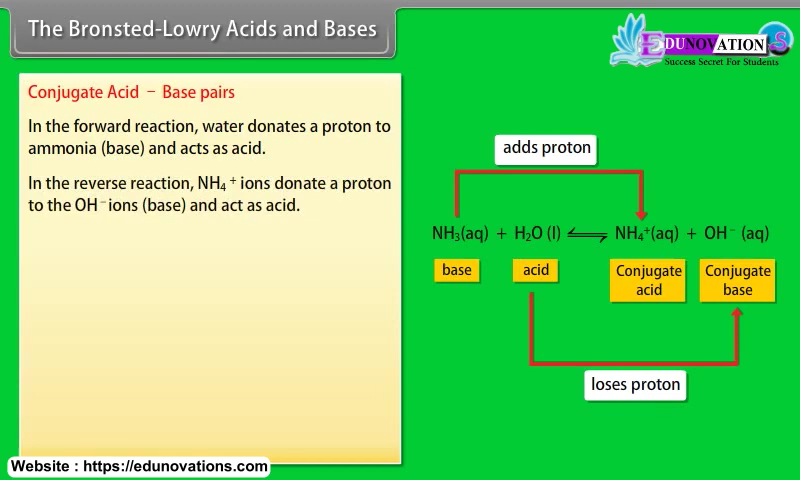 The Bronsted-Lowry Acids and Bases
EDUNOVATION.S
Success Secret For Students
Conjugate Acid – Base pairs
In the forward reaction, water donates a proton to
ammonia (base) and acts as acid.
In the reverse reaction, NH₄⁺ ions donate a proton
to the OH⁻ ions (base) and act as acid.
adds proton
NH₃(aq) + H₂O (l) ⇌ NH₄⁺(aq) + OH⁻ (aq)
base acid Conjugate Conjugate
acid base
loses proton
Website : https://edunovations.com